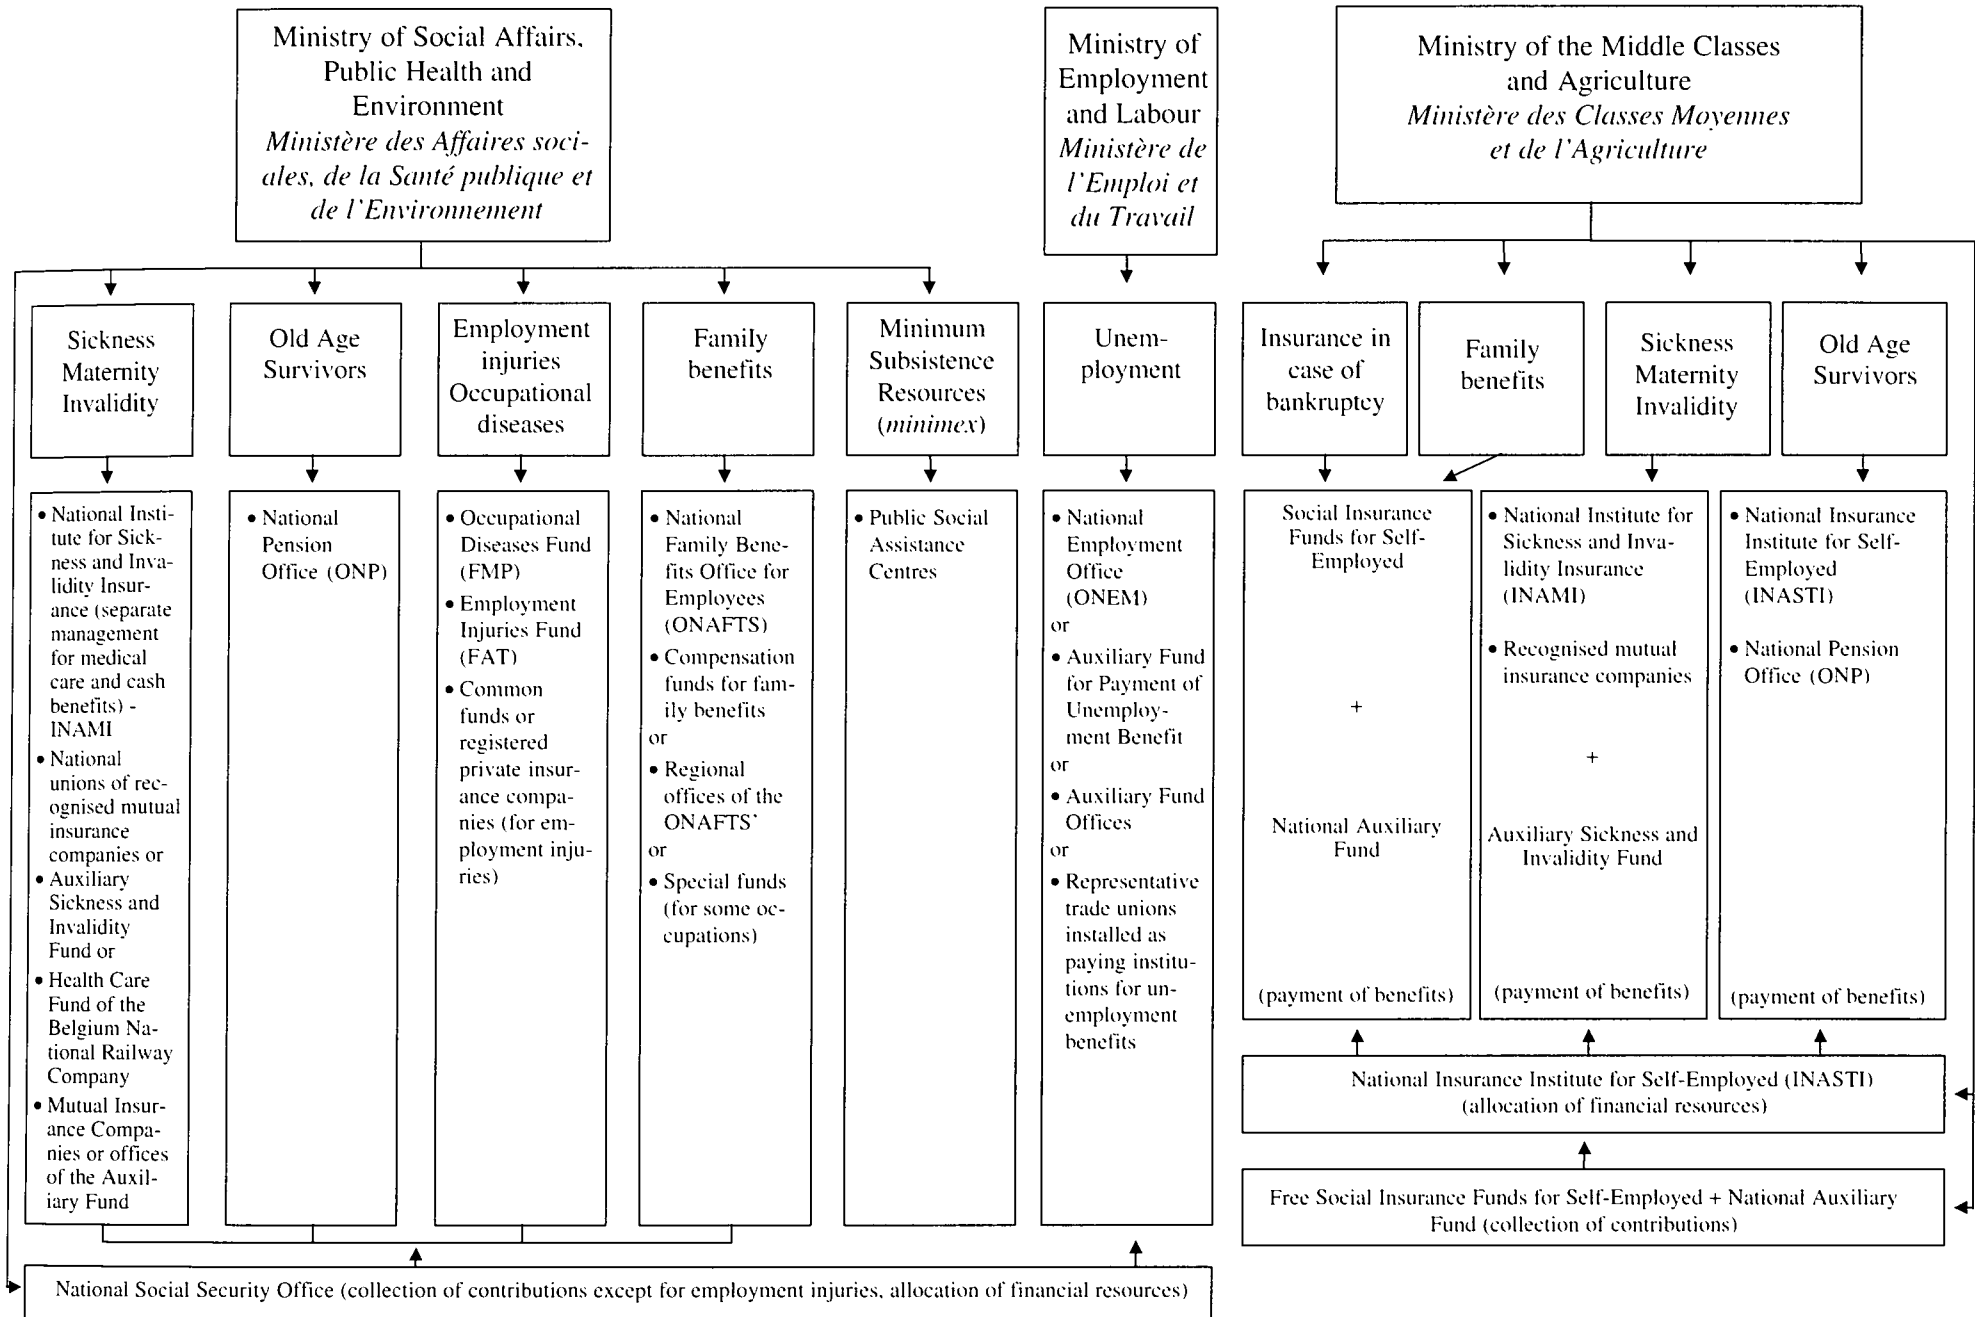 Ministry of Social Affairs,
Public Health and
Environment
Ministère des Affaires soci-
ales, de la Santé publique et
de l'Environnement
Ministry of
Employment
and Labour
Ministère de
l'Emploi et
du Travail
Ministry of the Middle Classes
and Agriculture
Ministère des Classes Moyennes
et de l'Agriculture
Sickness
Maternity
Invalidity
Old Age
Survivors
Employment
injuries
Occupational
diseases
Family
benefits
Minimum
Subsistence
Resources
(minimex)
Unem-
ployment
Insurance in
case of
bankruptcy
Family
benefits
Sickness
Maternity
Invalidity
Old Age
Survivors
• National Insti-
tute for Sick-
ness and Inva-
lidity Insur-
ance (separate
management
for medical
care and cash
benefits) -
INAMI
• National
unions of rec-
ognised mutual
insurance
companies or
• Auxiliary
Sickness and
Invalidity
Fund or
• Health Care
Fund of the
Belgium Na-
tional Railway
Company
• Mutual Insur-
ance Compa-
nies or offices
of the Auxil-
iary Fund
• National
Pension
Office (ONP)
• Occupational
Diseases Fund
(FMP)
• Employment
Injuries Fund
(FAT)
• Common
funds or
registered
private insur-
ance compa-
nies (for em-
ployment inju-
ries)
• National
Family Bene-
fits Office for
Employees
(ONAFTS)
• Compensation
funds for fam-
ily benefits
or
• Regional
offices of the
ONAFTS'
or
• Special funds
(for some oc-
cupations)
• Public Social
Assistance
Centres
• National
Employment
Office
(ONEM)
or
• Auxiliary Fund
for Payment of
Unemploy-
ment Benefit
or
• Auxiliary Fund
Offices
or
• Representative
trade unions
installed as
paying institu-
tions for un-
employment
benefits
Social Insurance
Funds for Self-
Employed
+
National Auxiliary
Fund
(payment of benefits)
• National Institute for
Sickness and Inva-
lidity Insurance
(INAMI)
• Recognised mutual
insurance companies
+
Auxiliary Sickness and
Invalidity Fund
(payment of benefits)
• National Insurance
Institute for Self-
Employed
(INASTI)
• National Pension
Office (ONP)
(payment of benefits)
National Insurance Institute for Self-Employed (INASTI)
(allocation of financial resources)
Free Social Insurance Funds for Self-Employed + National Auxiliary
Fund (collection of contributions)
National Social Security Office (collection of contributions except for employment injuries, allocation of financial resources)